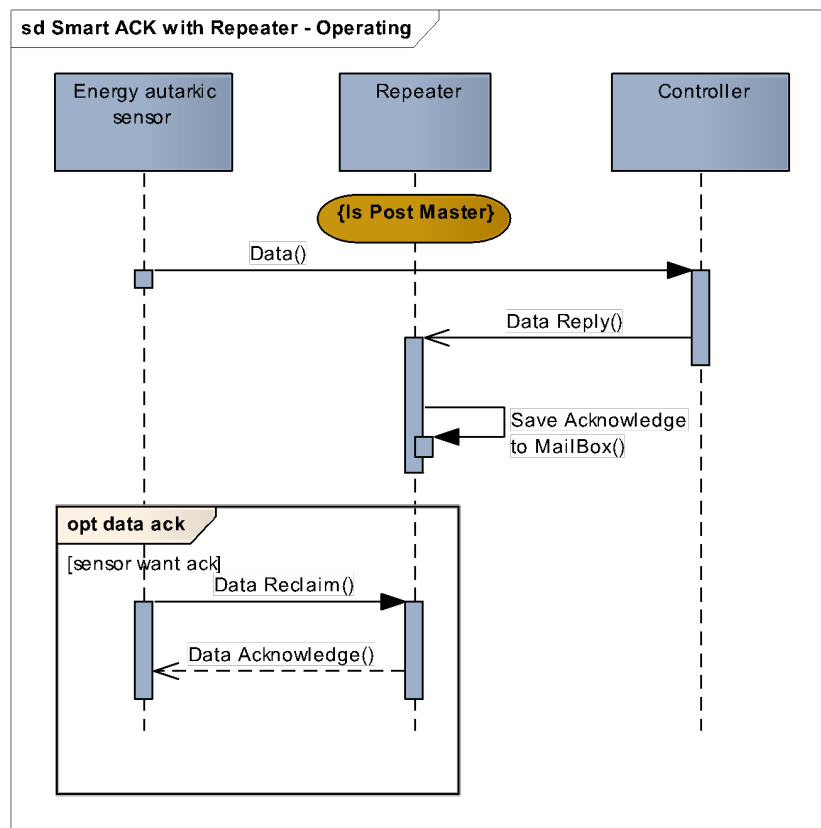 sd Smart ACK with Repeater - Operating
Energy autarkic
sensor
Repeater
Controller
{Is Post Master}
Data()
Data Reply()
Save Acknowledge
to MailBox()
opt data ack
[sensor want ack]
Data Reclaim()
Data Acknowledge()